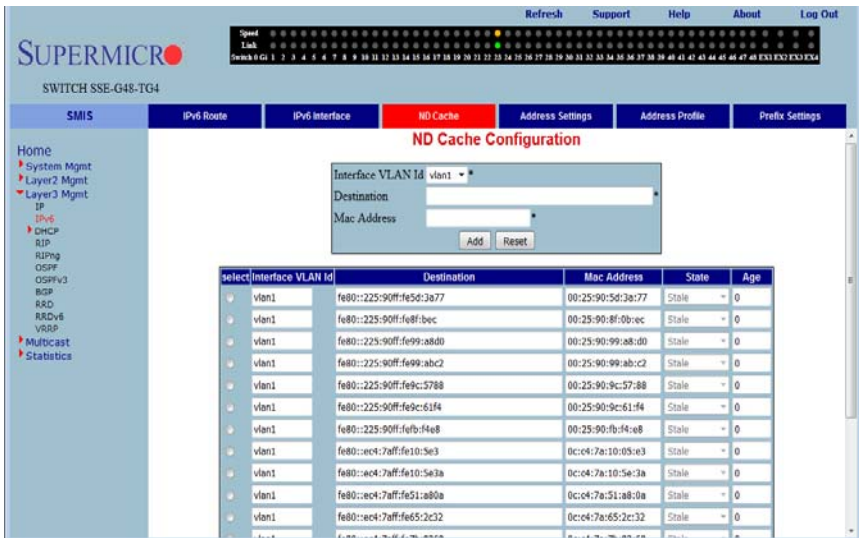 Refresh Support Help About Log Out
Speed
Link
Switch 0 Gi 1 2 3 4 5 6 7 8 9 10 11 12 13 14 15 16 17 18 19 20 21 22 23 24 25 26 27 28 29 30 31 32 33 34 35 36 37 38 39 40 41 42 43 44 45 46 47 48 EX1 EX2 EX3 EX4
SUPERMICRO
SWITCH SSE-G48-TG4
SMIS IPv6 Route IPv6 Interface ND Cache Address Settings Address Profile Prefix Settings
Home
System Mgmt
Layer2 Mgmt
Layer3 Mgmt
IP
IPv6
DHCP
RIP
RIPng
OSPF
OSPFv3
BGP
RRD
RRDv6
VRRP
Multicast
Statistics
ND Cache Configuration
Interface VLAN Id vlan1 *
Destination *
Mac Address *
Add Reset
select Interface VLAN Id Destination Mac Address State Age
vlan1 fe80::225:90ff:fe5d:3a77 00:25:90:5d:3a:77 Stale 0
vlan1 fe80::225:90ff:fe8f:bec 00:25:90:8f:0b:ec Stale 0
vlan1 fe80::225:90ff:fe99:a8d0 00:25:90:99:a8:d0 Stale 0
vlan1 fe80::225:90ff:fe99:abc2 00:25:90:99:ab:c2 Stale 0
vlan1 fe80::225:90ff:fe9c:5788 00:25:90:9c:57:88 Stale 0
vlan1 fe80::225:90ff:fe9c:61f4 00:25:90:9c:61:f4 Stale 0
vlan1 fe80::225:90ff:fefb:f4e8 00:25:90:fb:f4:e8 Stale 0
vlan1 fe80::ec4:7aff:fe10:5e3 0c:c4:7a:10:05:e3 Stale 0
vlan1 fe80::ec4:7aff:fe10:5e3a 0c:c4:7a:10:5e:3a Stale 0
vlan1 fe80::ec4:7aff:fe51:a80a 0c:c4:7a:51:a8:0a Stale 0
vlan1 fe80::ec4:7aff:fe65:2c32 0c:c4:7a:65:2c:32 Stale 0